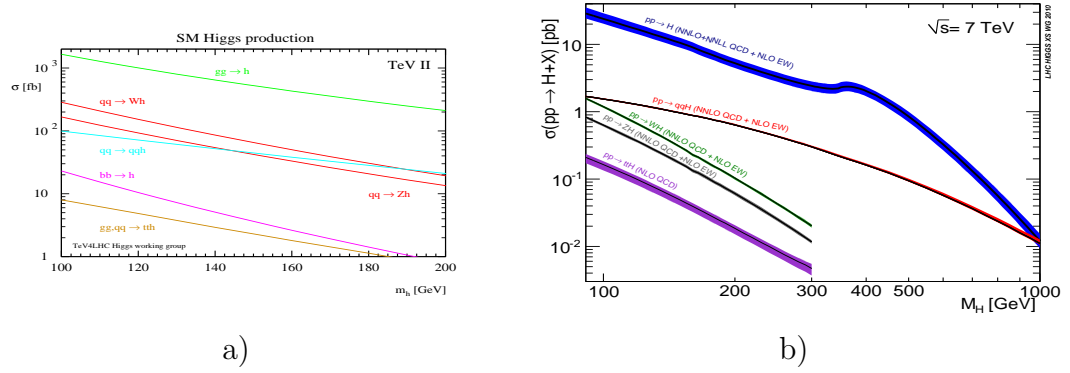 SM Higgs production
TeV II
σ [fb]
10³
10²
10
1
gg → h
qq → Wh
qq → qqh
bb → h
qq → Zh
gg,qq → tth
TeV4LHC Higgs working group
100 120 140 160 180 200
m_h [GeV]
a)
σ(pp → H+X) [pb]
10
1
10⁻¹
10⁻²
√s= 7 TeV
LHC HIGGS XS WG 2010
pp → H (NNLO+NNLL QCD + NLO EW)
pp → qqH (NNLO QCD + NLO EW)
pp → WH (NNLO QCD + NLO EW)
pp → ZH (NNLO QCD +NLO EW)
pp → ttH (NLO QCD)
100 200 300 400 500 1000
M_H [GeV]
b)